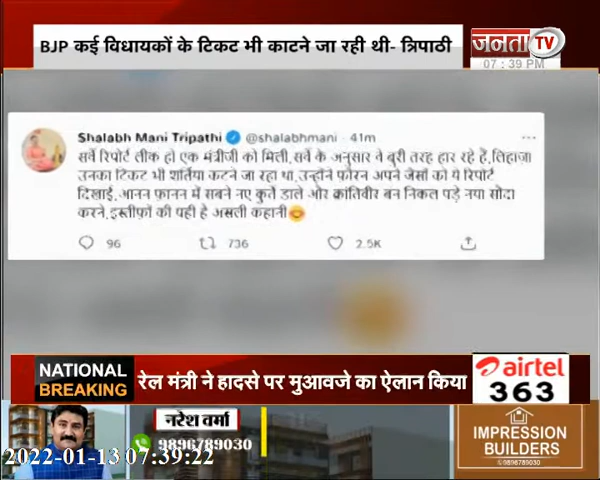 BJP कई विधायकों के टिकट भी काटने जा रही थी- त्रिपाठी
जनता TV
07:39 PM
Shalabh Mani Tripathi @shalabhmani · 41m
सर्वे रिपोर्ट लीक हो एक मंत्रीजी को मिली,सर्वे के अनुसार वे बुरी तरह हार रहे हैं,लिहाज़ा
उनका टिकट भी शर्तिया कटने जा रहा था,उन्होंने फ़ौरन अपने जैसों को ये रिपोर्ट
दिखाई,आनन फ़ानन में सबने नए कुर्ते डाले और क्रांतिवीर बन निकल पड़े नया सौदा
करने,इस्तीफ़ों की यही है असली कहानी
96 736 2.5K
NATIONAL
BREAKING
रेल मंत्री ने हादसे पर मुआवजे का ऐलान किया
airtel
363
नरेश वर्मा
9896789030
IMPRESSION
BUILDERS
9896789030
2022-01-13 07:39:22